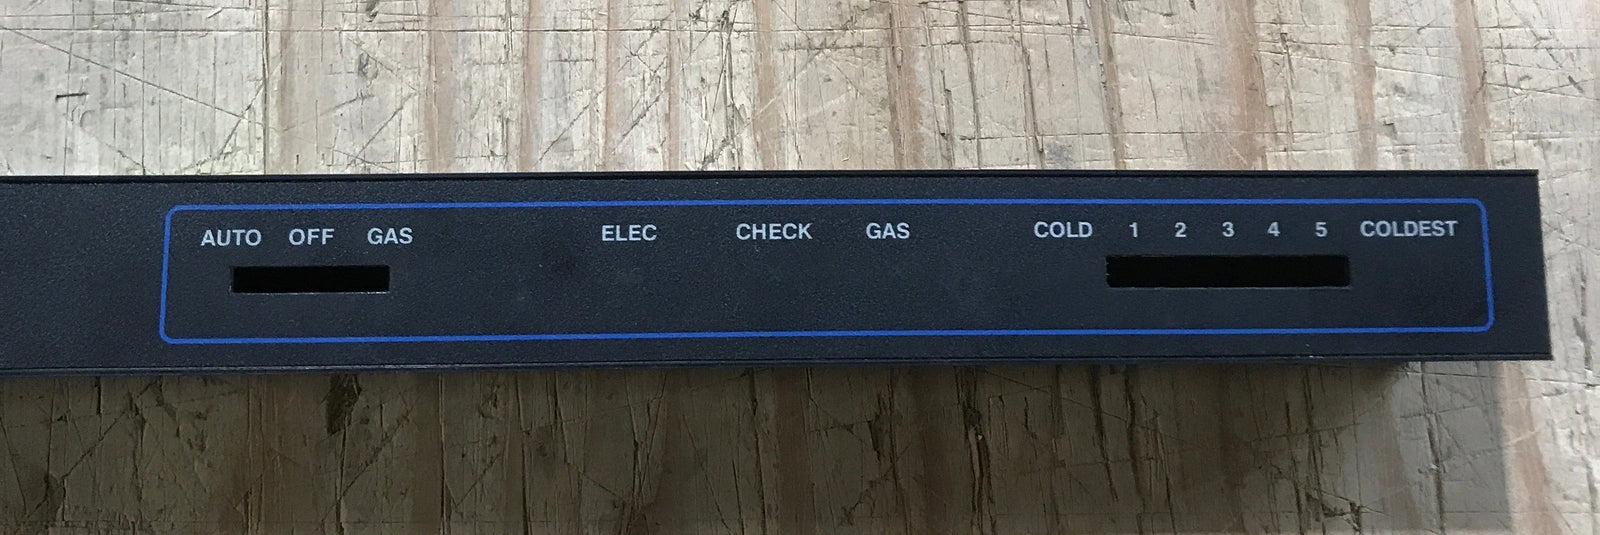 AUTO OFF GAS ELEC CHECK GAS COLD 1 2 3 4 5 COLDEST